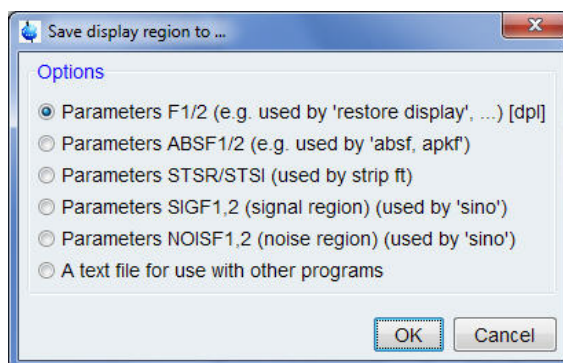 Save display region to ...
Options
Parameters F1/2 (e.g. used by 'restore display', ...) [dpl]
Parameters ABSF1/2 (e.g. used by 'absf, apkf')
Parameters STSR/STSI (used by strip ft)
Parameters SIGF1,2 (signal region) (used by 'sino')
Parameters NOISF1,2 (noise region) (used by 'sino')
A text file for use with other programs
OK Cancel